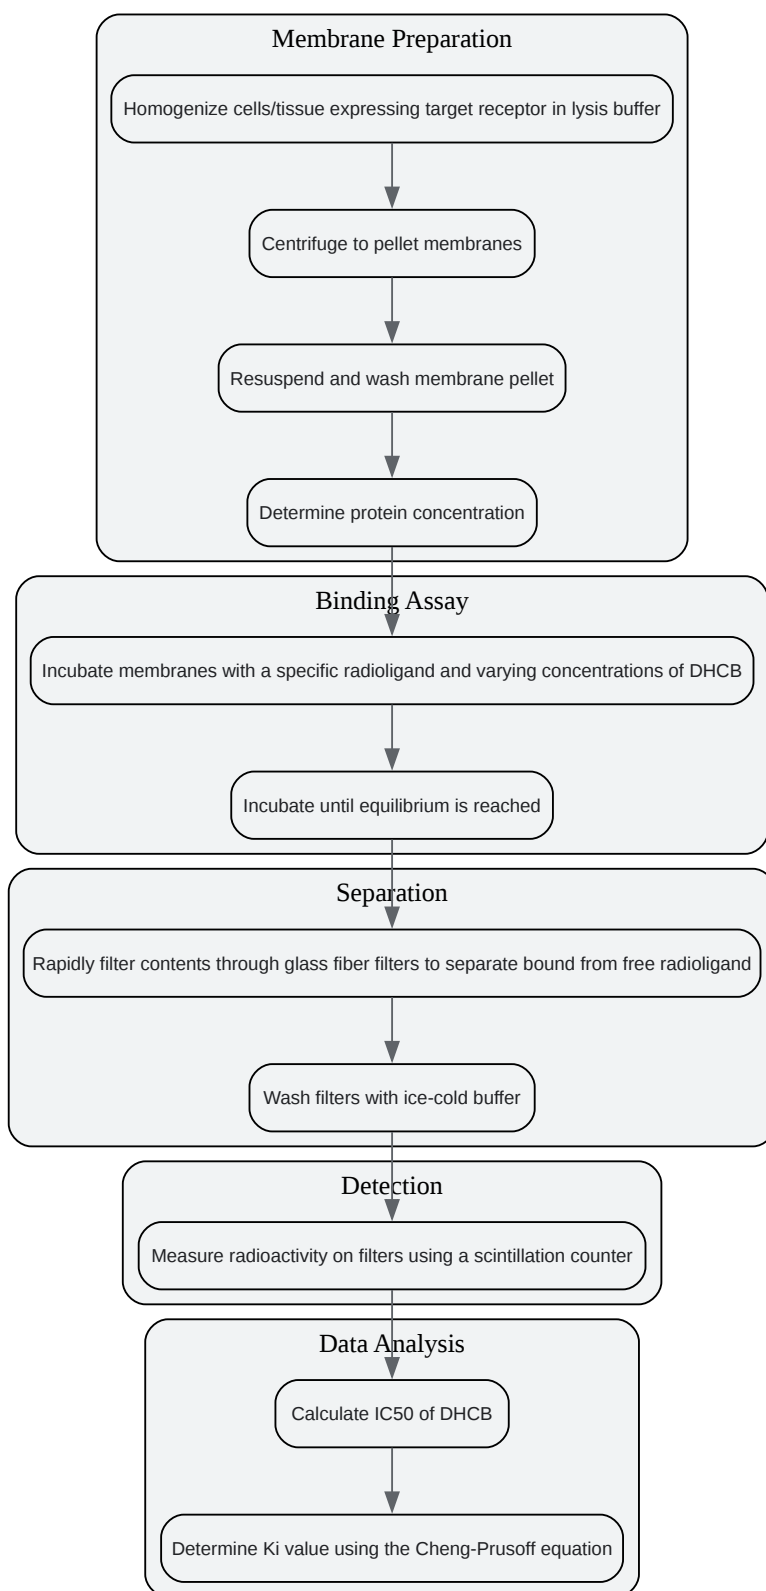 Membrane Preparation
Homogenize cells/tissue expressing target receptor in lysis buffer
Centrifuge to pellet membranes
Resuspend and wash membrane pellet
Determine protein concentration
Binding Assay
Incubate membranes with a specific radioligand and varying concentrations of DHCB
Incubate until equilibrium is reached
Separation
Rapidly filter contents through glass fiber filters to separate bound from free radioligand
Wash filters with ice-cold buffer
Detection
Measure radioactivity on filters using a scintillation counter
Data Analysis
Calculate IC50 of DHCB
Determine Ki value using the Cheng-Prusoff equation